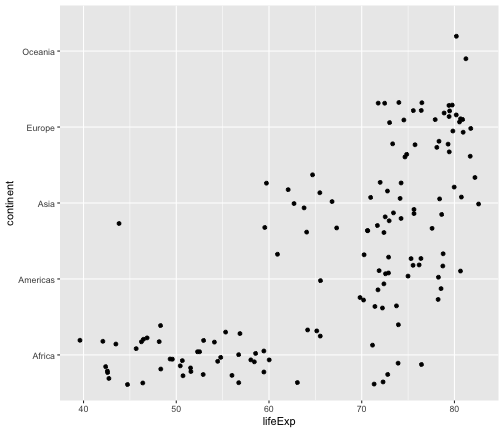 Oceania
Europe
Asia
Americas
Africa
continent
40 50 60 70 80
lifeExp